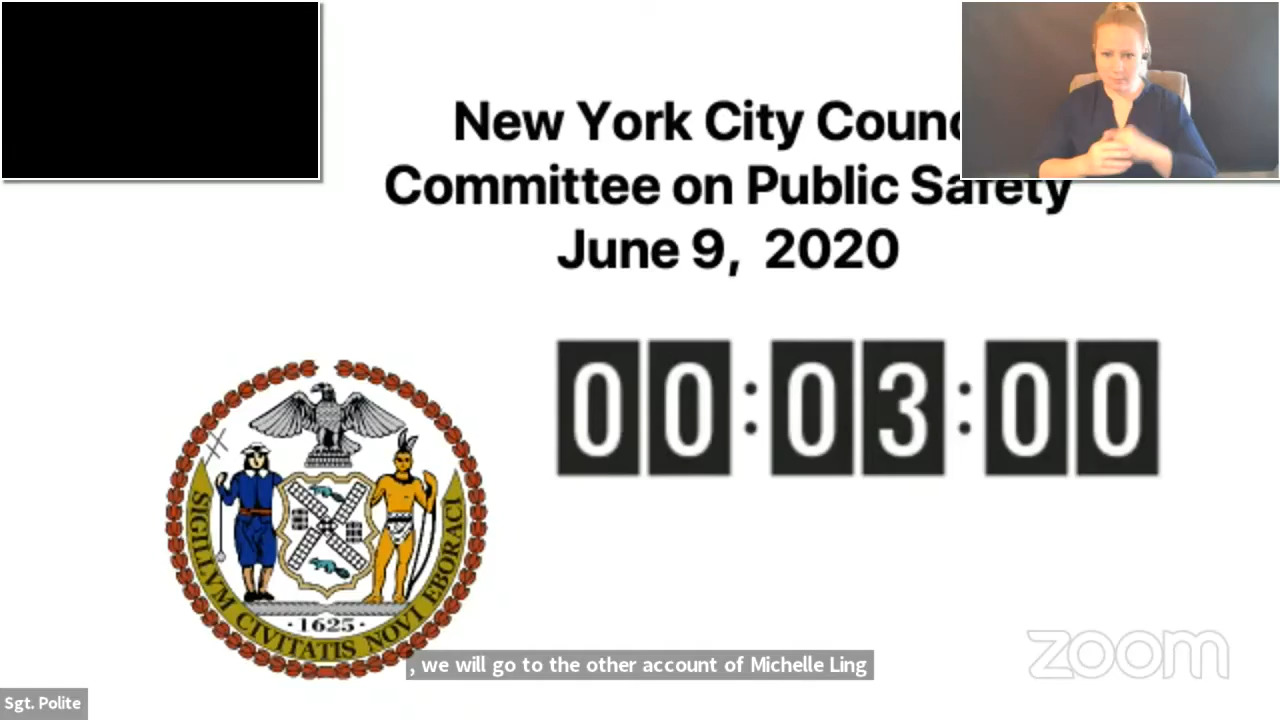 New York City Counc
Committee on Public Safety
June 9, 2020
00:03:00
SIGILLVM CIVITATIS NOVI EBORACI
·1625·
, we will go to the other account of Michelle Ling
zoom
Sgt. Polite